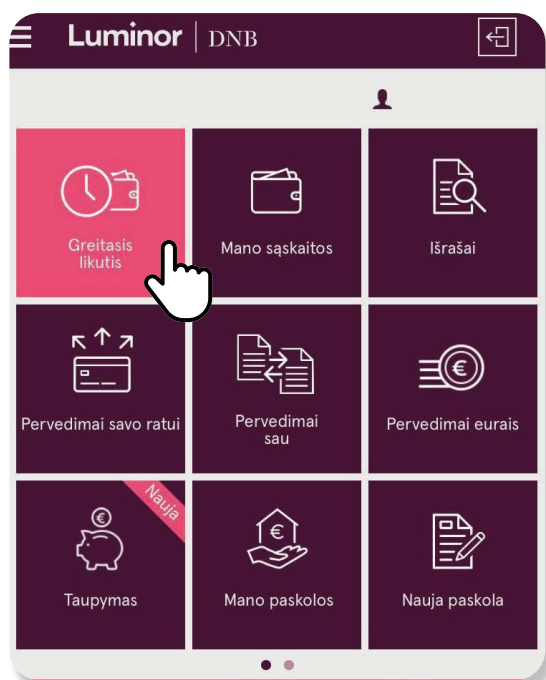 Luminor | DNB
Greitasis
likutis
Mano sąskaitos
Išrašai
Pervedimai savo ratui
Pervedimai
sau
Pervedimai eurais
Nauja
Taupymas
Mano paskolos
Nauja paskola